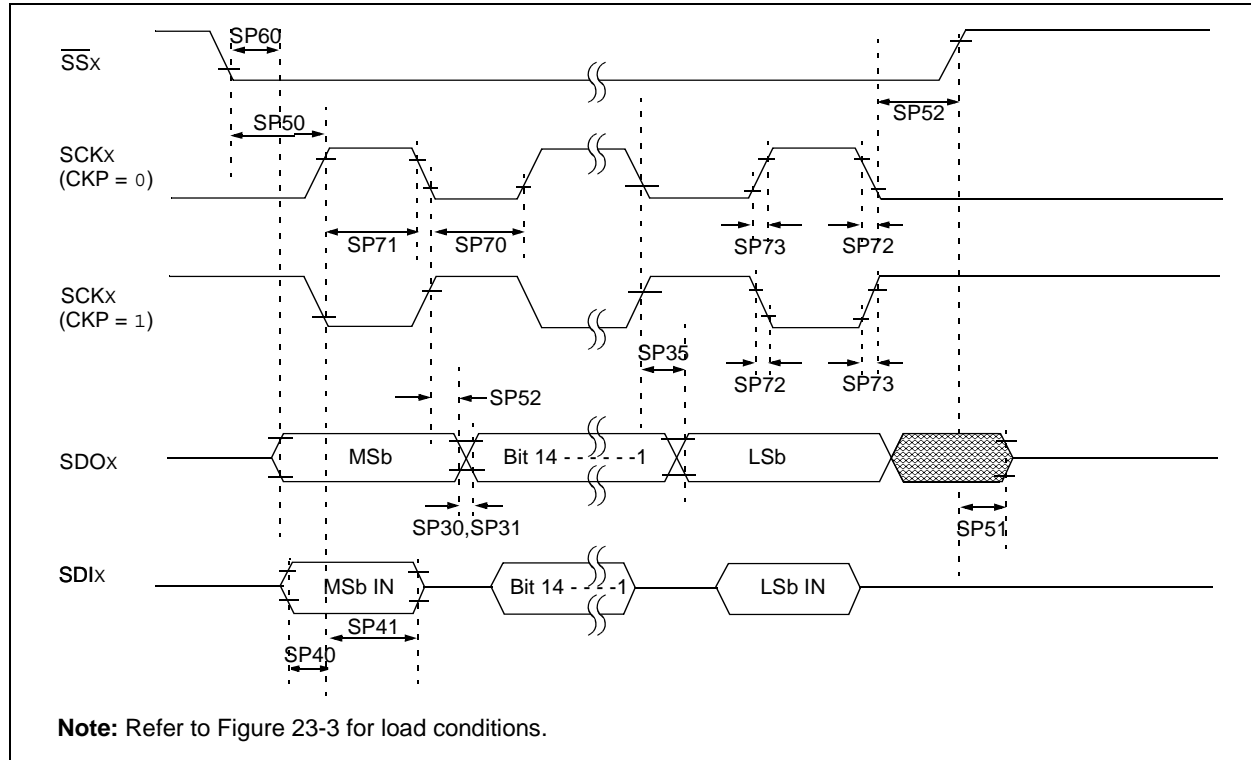 SP60
SSx
SP52
SP50
SCKx
(CKP = 0)
SP71
SP70
SP73
SP72
SCKx
(CKP = 1)
SP35
SP72
SP73
SP52
SDOx
MSb
Bit 14 - - - - - -1
LSb
SP30,SP31
SP51
SDIx
MSb IN
Bit 14 - - - -1
LSb IN
SP41
SP40
Note: Refer to Figure 23-3 for load conditions.